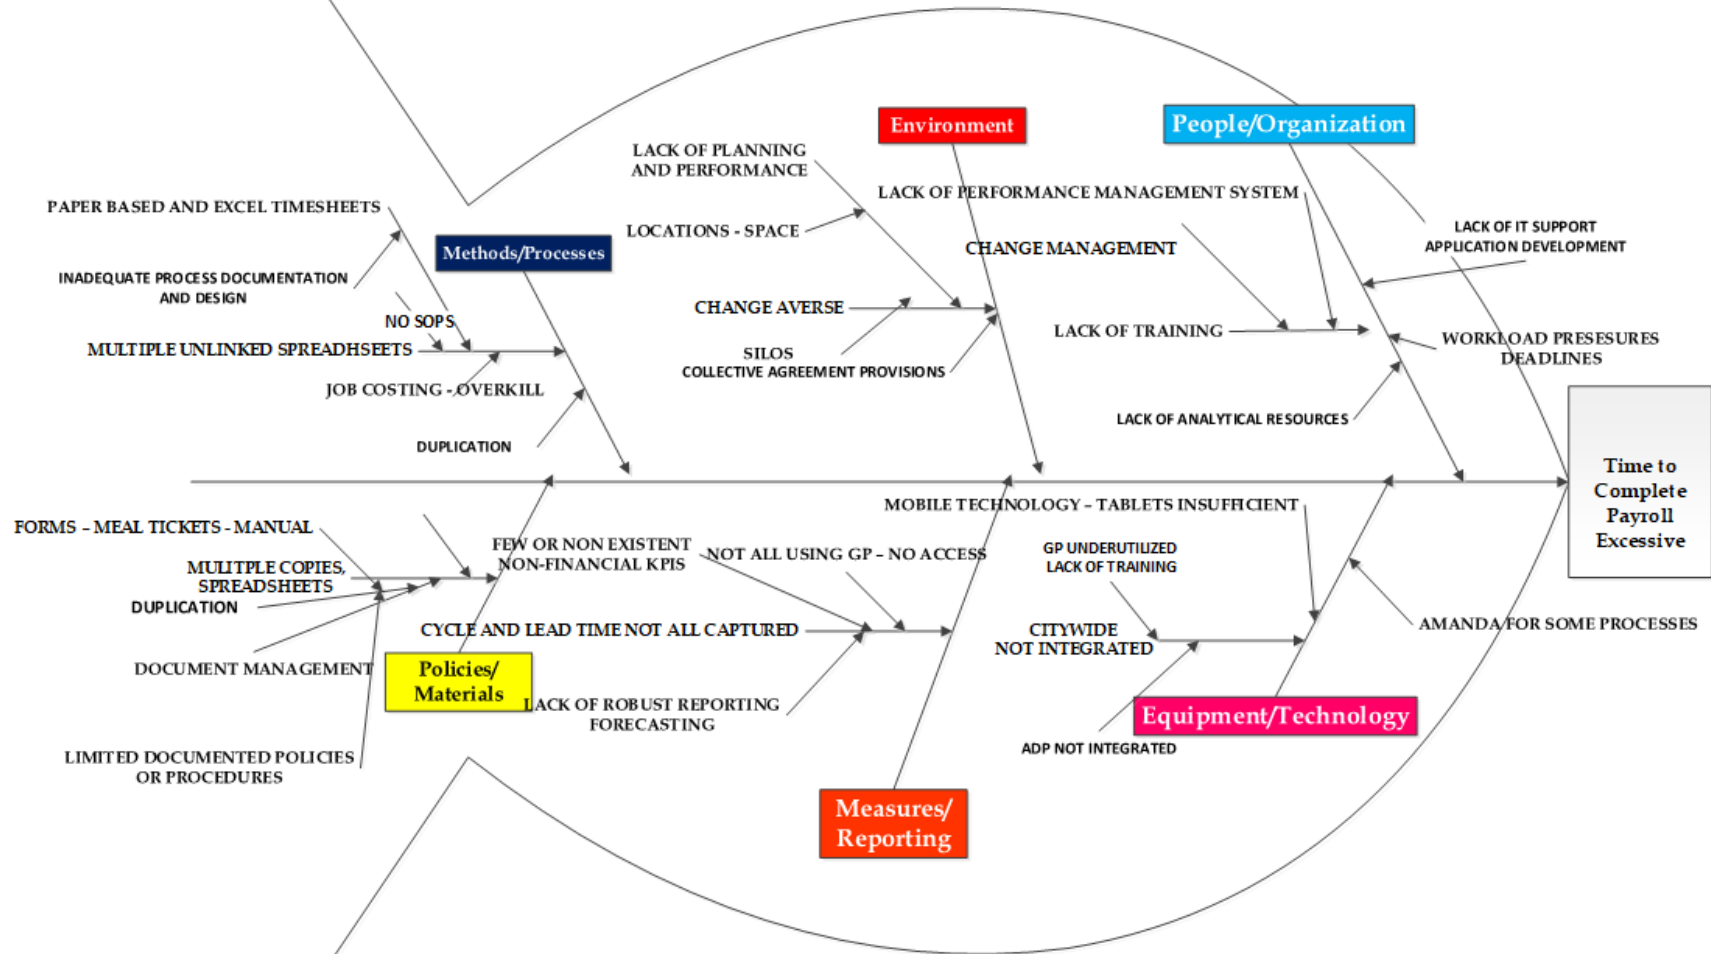 Environment
People/Organization
LACK OF PLANNING
AND PERFORMANCE
LACK OF PERFORMANCE MANAGEMENT SYSTEM
PAPER BASED AND EXCEL TIMESHEETS
LOCATIONS - SPACE
LACK OF IT SUPPORT
APPLICATION DEVELOPMENT
Methods/Processes
CHANGE MANAGEMENT
INADEQUATE PROCESS DOCUMENTATION
AND DESIGN
CHANGE AVERSE
NO SOPS
LACK OF TRAINING
WORKLOAD PRESESURES
DEADLINES
MULTIPLE UNLINKED SPREADHSEETS
SILOS
COLLECTIVE AGREEMENT PROVISIONS
JOB COSTING - OVERKILL
LACK OF ANALYTICAL RESOURCES
DUPLICATION
Time to
Complete
Payroll
Excessive
MOBILE TECHNOLOGY – TABLETS INSUFFICIENT
FORMS – MEAL TICKETS - MANUAL
FEW OR NON EXISTENT
NON-FINANCIAL KPIS
NOT ALL USING GP – NO ACCESS
GP UNDERUTILIZED
LACK OF TRAINING
MULITPLE COPIES,
SPREADSHEETS
DUPLICATION
CYCLE AND LEAD TIME NOT ALL CAPTURED
CITYWIDE
NOT INTEGRATED
AMANDA FOR SOME PROCESSES
DOCUMENT MANAGEMENT
Policies/
Materials
LACK OF ROBUST REPORTING
FORECASTING
Equipment/Technology
ADP NOT INTEGRATED
LIMITED DOCUMENTED POLICIES
OR PROCEDURES
Measures/
Reporting